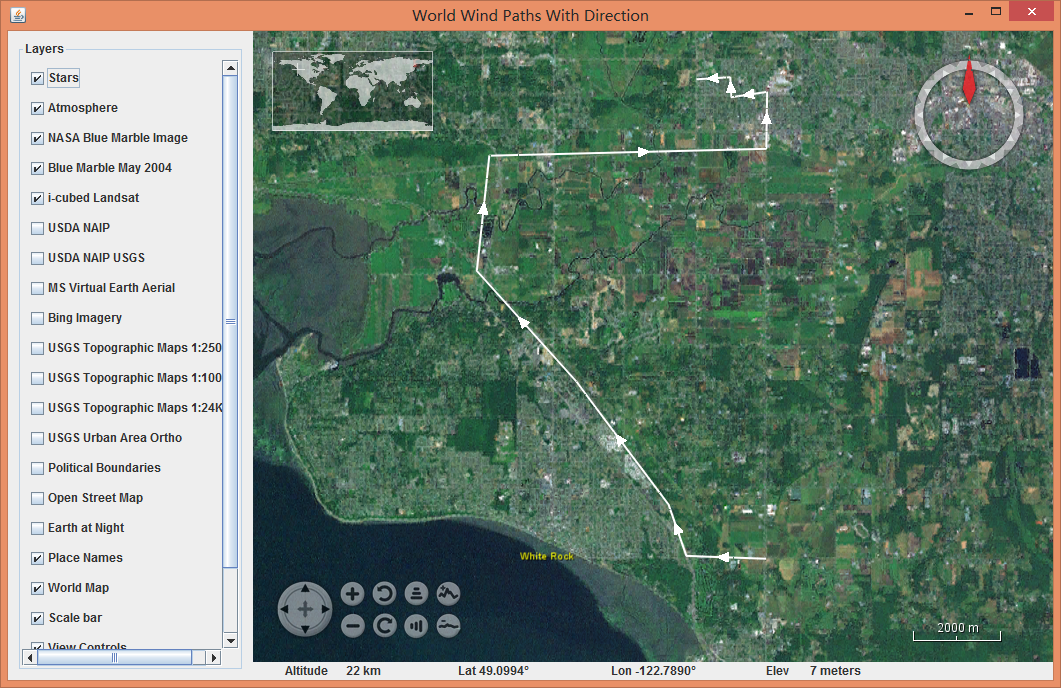 World Wind Paths With Direction
Layers
Stars
Atmosphere
NASA Blue Marble Image
Blue Marble May 2004
i-cubed Landsat
USDA NAIP
USDA NAIP USGS
MS Virtual Earth Aerial
Bing Imagery
USGS Topographic Maps 1:250
USGS Topographic Maps 1:100
USGS Topographic Maps 1:24K
USGS Urban Area Ortho
Political Boundaries
Open Street Map
Earth at Night
Place Names
World Map
Scale bar
View Controls
White Rock
2000 m
Altitude 22 km Lat 49.0994° Lon -122.7890° Elev 7 meters